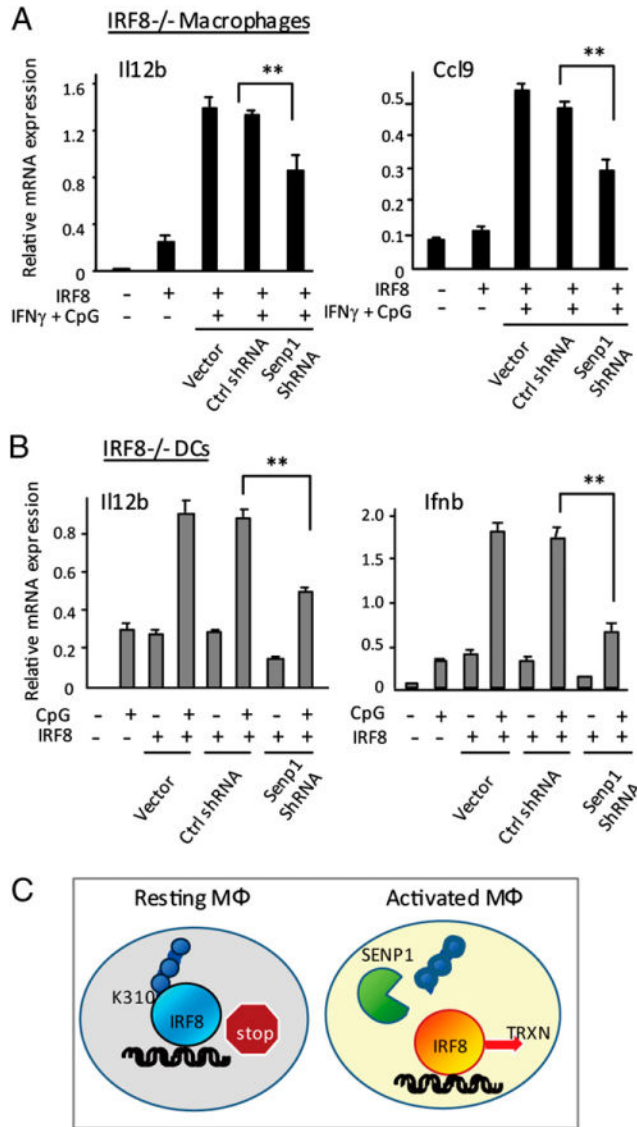 A
IRF8-/- Macrophages
Il12b
**
Relative mRNA expression
1.6
1.2
0.8
0.4
0
IRF8 - + + + +
IFNγ + CpG - - + + +
Vector
Ctrl shRNA
Senp1
ShRNA
Ccl9
**
0.5
0.4
0.3
0.2
0.1
0
IRF8 - + + + +
IFNγ + CpG - - + + +
Vector
Ctrl shRNA
Senp1
ShRNA
B
IRF8-/- DCs
Il12b
**
Relative mRNA expression
0.8
0.6
0.4
0.2
0
CpG - + - + - + - +
IRF8 - - + + + + + +
Vector
Ctrl shRNA
Senp1
ShRNA
Ifnb
**
2.0
1.5
1.0
0.5
0
CpG - + - + - + - +
IRF8 - - + + + + + +
Vector
Ctrl shRNA
Senp1
ShRNA
C
Resting MΦ
K310
IRF8
stop
Activated MΦ
SENP1
IRF8
TRXN